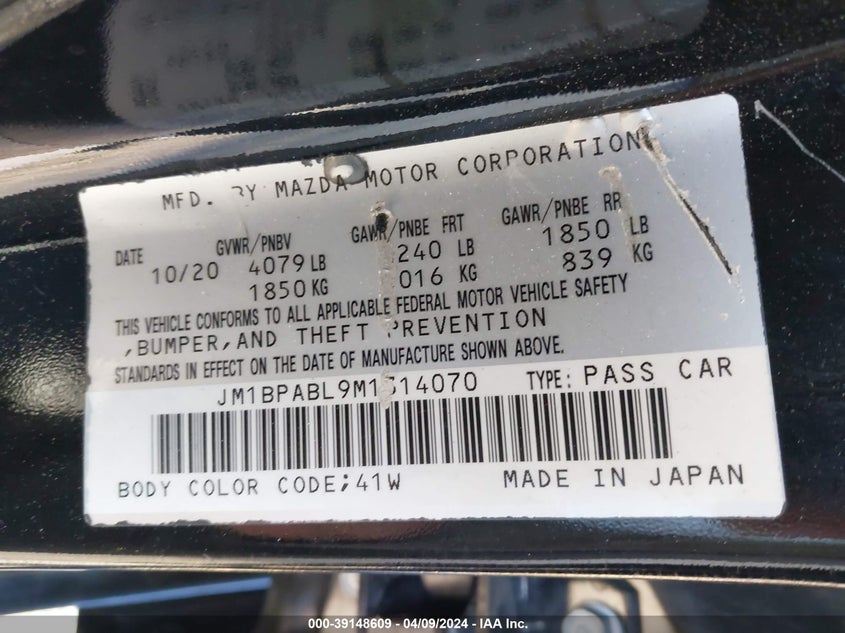 MFD. BY MAZDA MOTOR CORPORATION
DATE GVWR/PNBV GAWR/PNBE FRT GAWR/PNBE RR
10/20 4079 LB 240 LB 1850 LB
1850 KG 016 KG 839 KG
THIS VEHICLE CONFORMS TO ALL APPLICABLE FEDERAL MOTOR VEHICLE SAFETY
,BUMPER,AND THEFT PREVENTION
STANDARDS IN EFFECT ON THE DATE OF MANUFACTURE SHOWN ABOVE.
TYPE: PASS CAR
BODY COLOR CODE;41W MADE IN JAPAN
000-39148609 - 04/09/2024 - IAA Inc.